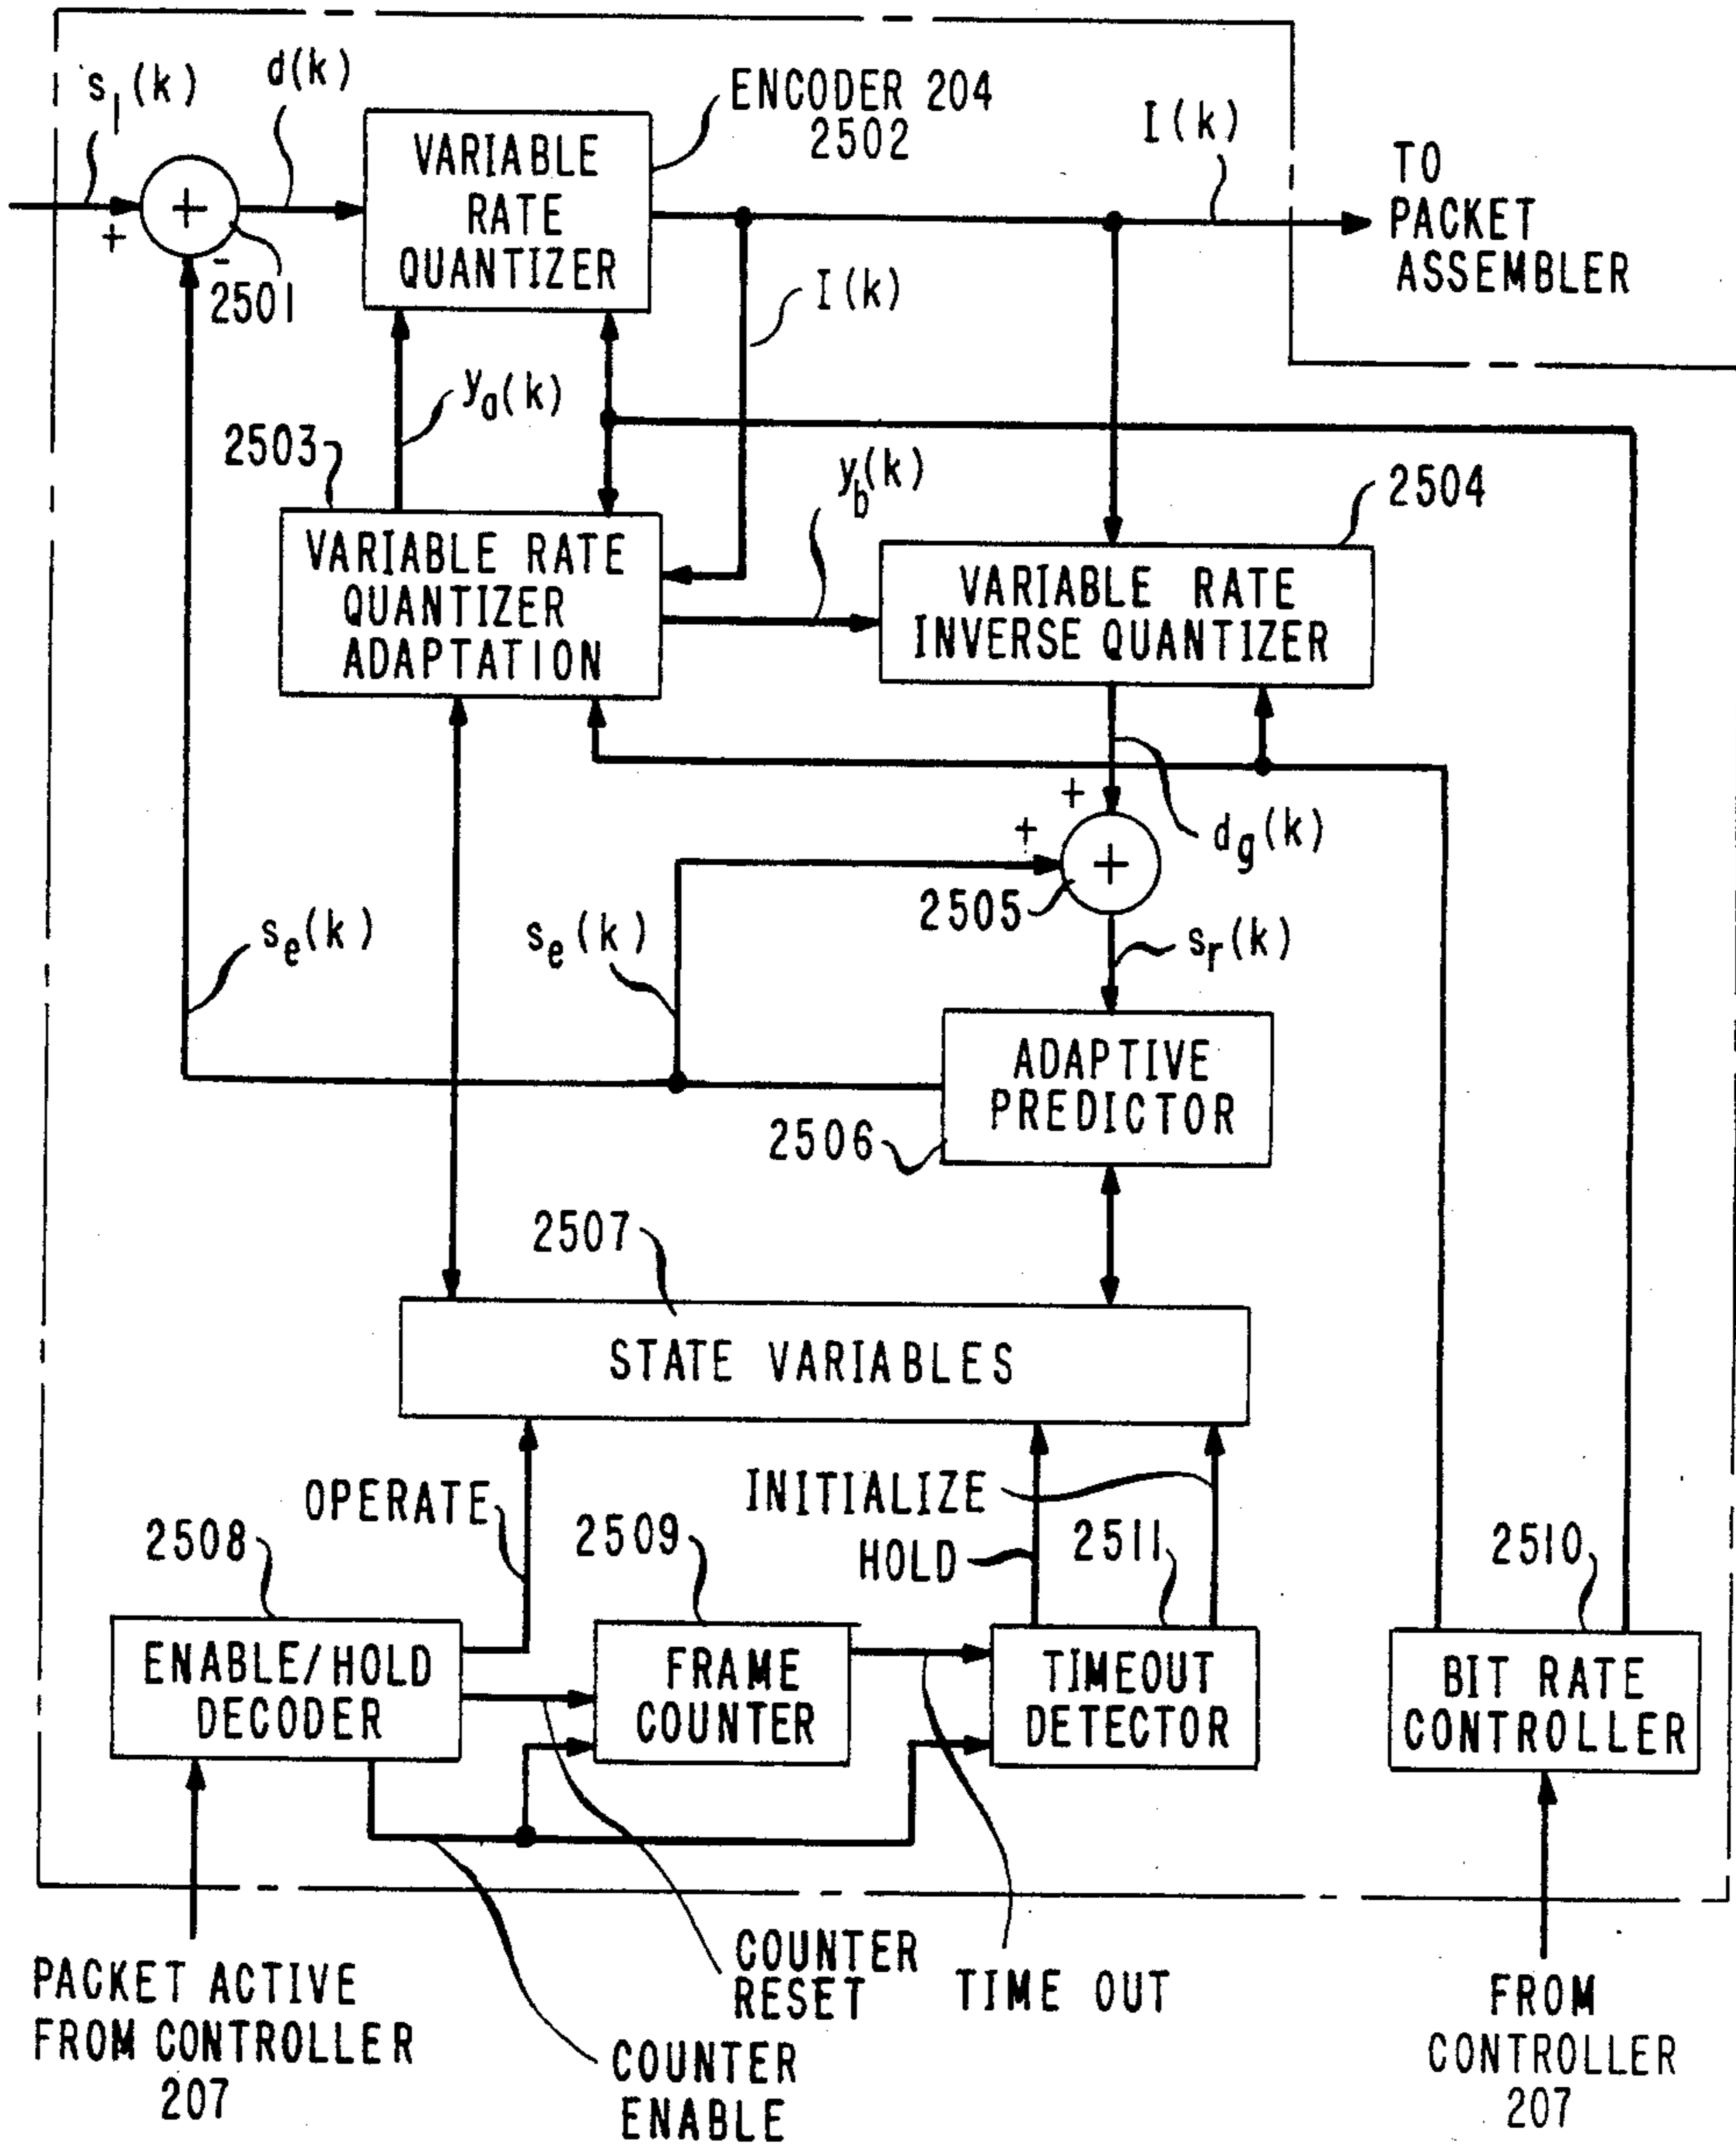 s₁(k)
d(k)
ENCODER 204
2502
I(k)
TO
PACKET
ASSEMBLER
VARIABLE
RATE
QUANTIZER
+
+
-
2501
I(k)
yₐ(k)
2503
y_b(k)
2504
VARIABLE RATE
QUANTIZER
ADAPTATION
VARIABLE RATE
INVERSE QUANTIZER
+
+
+
d_g(k)
2505
sₑ(k)
sₑ(k)
sᵣ(k)
ADAPTIVE
PREDICTOR
2506
2507
STATE VARIABLES
OPERATE
INITIALIZE
HOLD
2508
2509
2511
2510
ENABLE/HOLD
DECODER
FRAME
COUNTER
TIMEOUT
DETECTOR
BIT RATE
CONTROLLER
PACKET ACTIVE
FROM CONTROLLER
207
COUNTER
RESET
COUNTER
ENABLE
TIME OUT
FROM
CONTROLLER
207